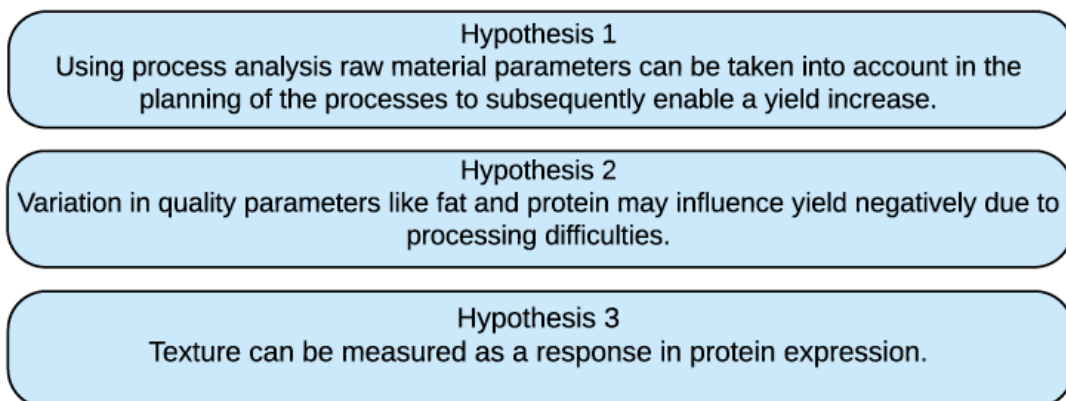 Hypothesis 1
Using process analysis raw material parameters can be taken into account in the
planning of the processes to subsequently enable a yield increase.
Hypothesis 2
Variation in quality parameters like fat and protein may influence yield negatively due to
processing difficulties.
Hypothesis 3
Texture can be measured as a response in protein expression.